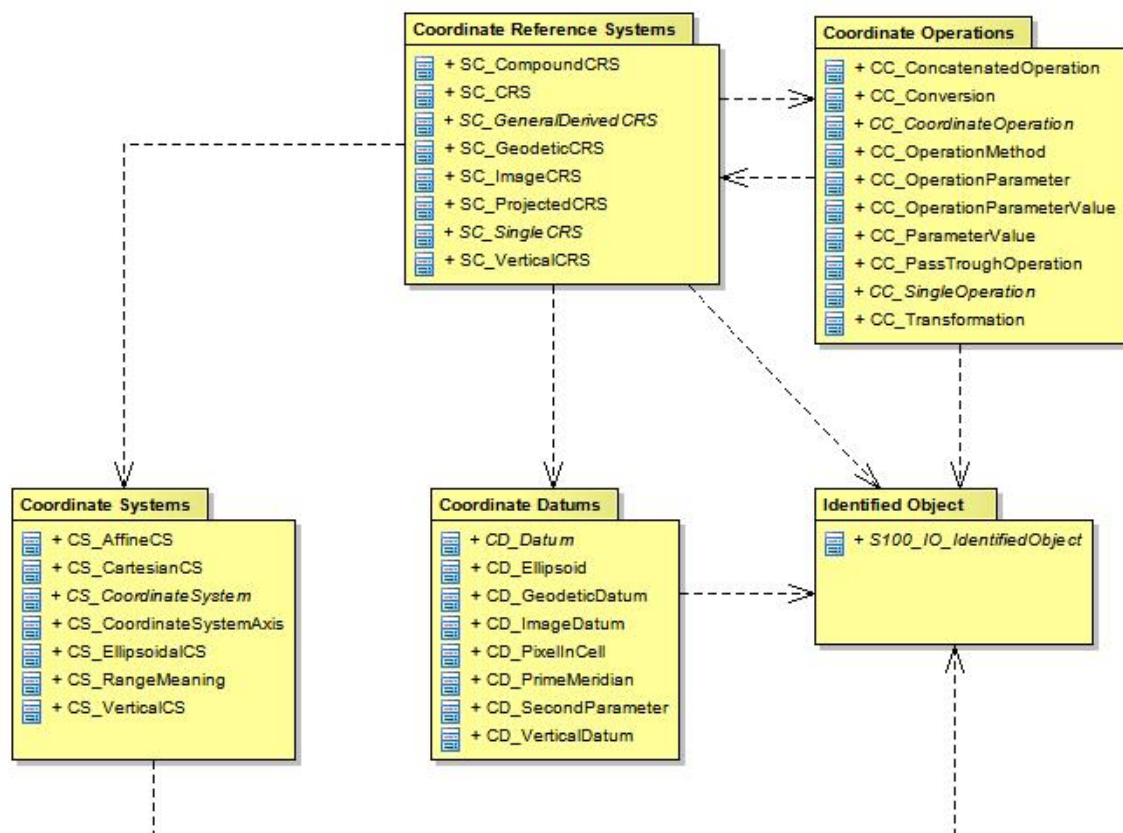 Coordinate Reference Systems
+ SC_CompoundCRS
+ SC_CRS
+ SC_GeneralDerivedCRS
+ SC_GeodeticCRS
+ SC_ImageCRS
+ SC_ProjectedCRS
+ SC_SingleCRS
+ SC_VerticalCRS
Coordinate Operations
+ CC_ConcatenatedOperation
+ CC_Conversion
+ CC_CoordinateOperation
+ CC_OperationMethod
+ CC_OperationParameter
+ CC_OperationParameterValue
+ CC_ParameterValue
+ CC_PassTroughOperation
+ CC_SingleOperation
+ CC_Transformation
Coordinate Systems
+ CS_AffineCS
+ CS_CartesianCS
+ CS_CoordinateSystem
+ CS_CoordinateSystemAxis
+ CS_EllipsoidalCS
+ CS_RangeMeaning
+ CS_VerticalCS
Coordinate Datums
+ CD_Datum
+ CD_Ellipsoid
+ CD_GeodeticDatum
+ CD_ImageDatum
+ CD_PixelInCell
+ CD_PrimeMeridian
+ CD_SecondParameter
+ CD_VerticalDatum
Identified Object
+ S100_IO_IdentifiedObject